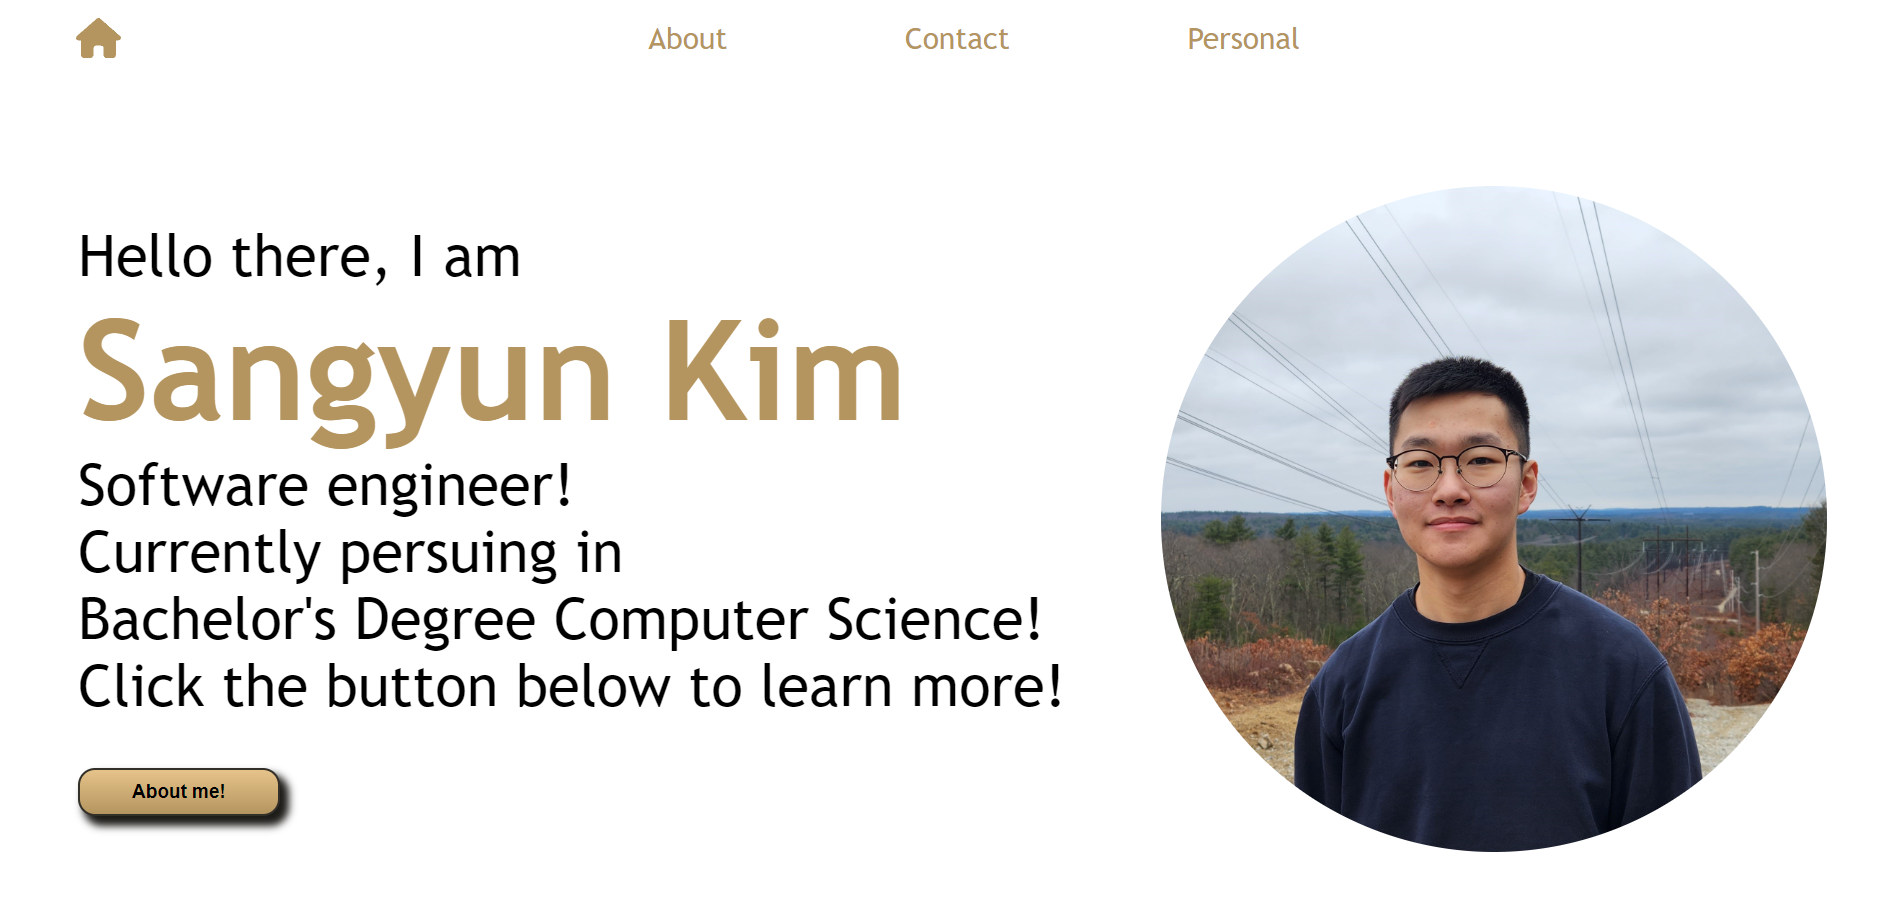 About Contact Personal
Hello there, I am
Sangyun Kim
Software engineer!
Currently persuing in
Bachelor's Degree Computer Science!
Click the button below to learn more!
About me!